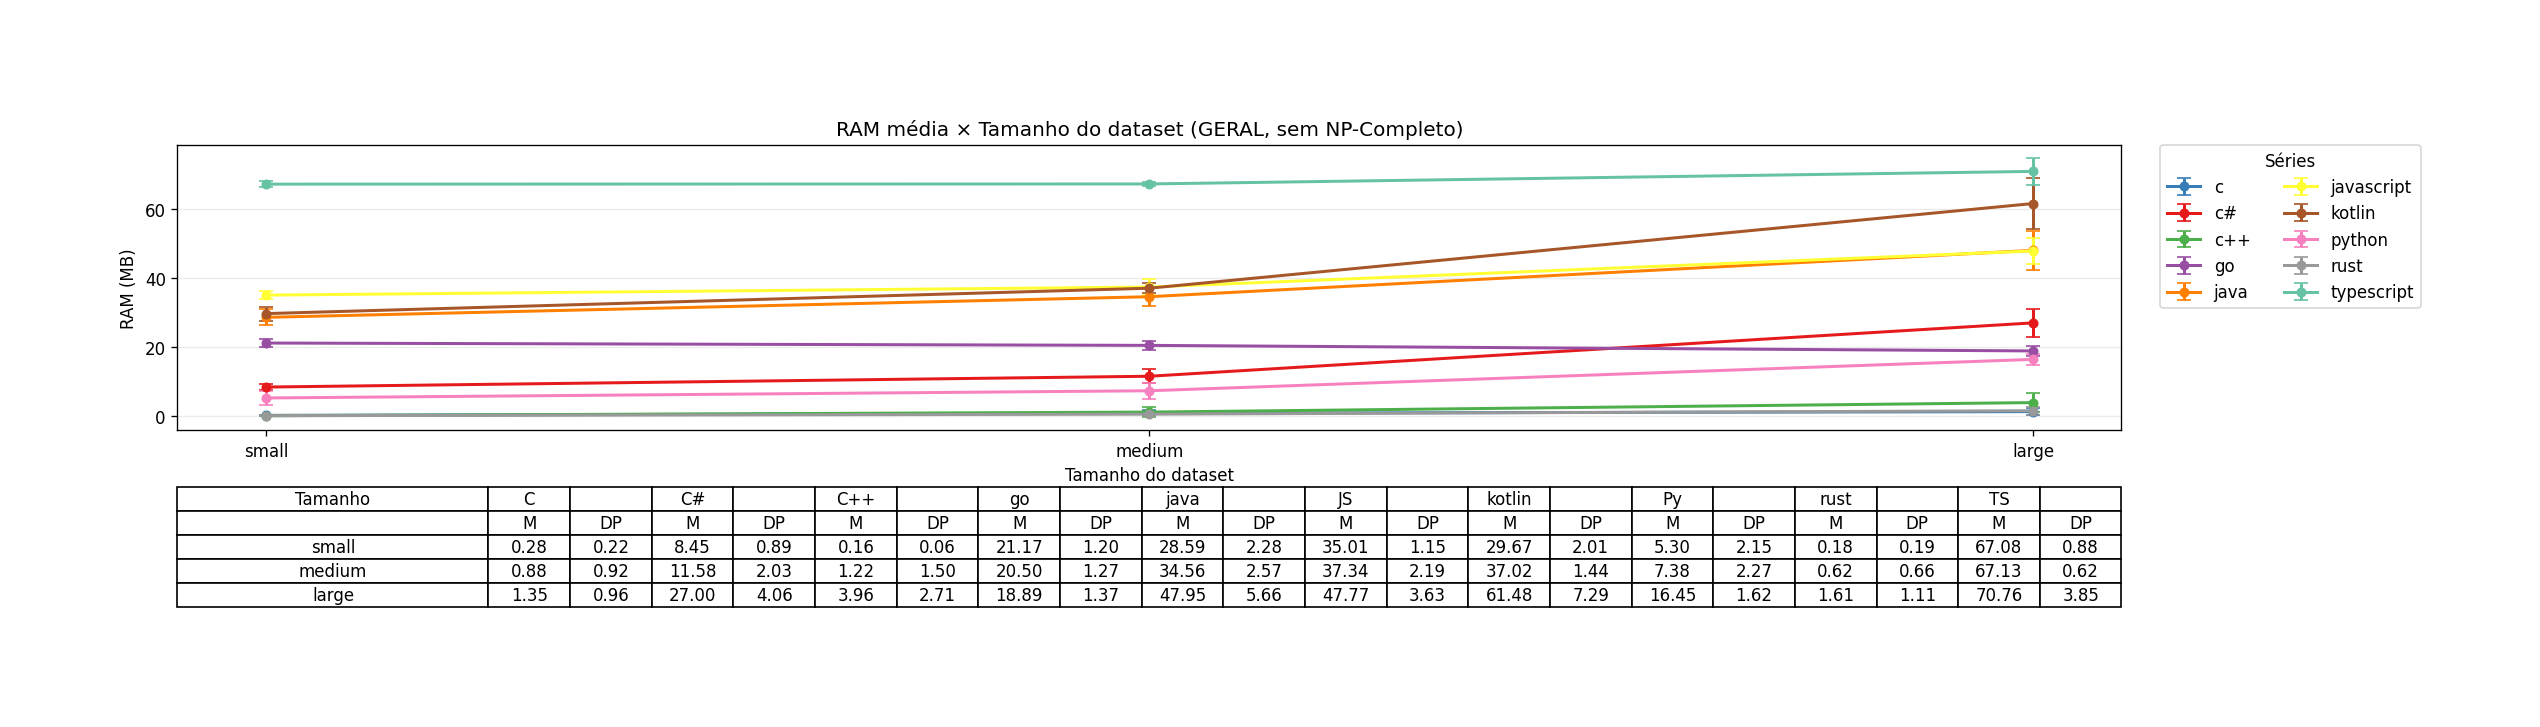 RAM média × Tamanho do dataset (GERAL, sem NP-Completo)
RAM (MB)
60
40
20
0
small medium large
Tamanho do dataset
Séries
c javascript
c# kotlin
c++ python
go rust
java typescript
Tamanho C C# C++ go java JS kotlin Py rust TS
M DP M DP M DP M DP M DP M DP M DP M DP M DP M DP
small 0.28 0.22 8.45 0.89 0.16 0.06 21.17 1.20 28.59 2.28 35.01 1.15 29.67 2.01 5.30 2.15 0.18 0.19 67.08 0.88
medium 0.88 0.92 11.58 2.03 1.22 1.50 20.50 1.27 34.56 2.57 37.34 2.19 37.02 1.44 7.38 2.27 0.62 0.66 67.13 0.62
large 1.35 0.96 27.00 4.06 3.96 2.71 18.89 1.37 47.95 5.66 47.77 3.63 61.48 7.29 16.45 1.62 1.61 1.11 70.76 3.85